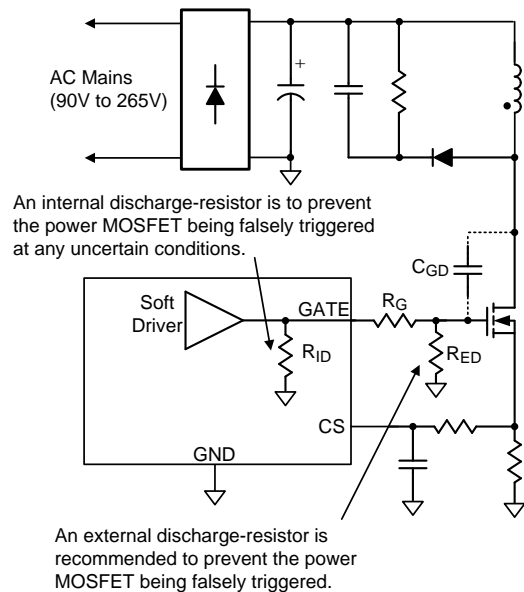 +
AC Mains
(90V to 265V)
An internal discharge-resistor is to prevent
the power MOSFET being falsely triggered
at any uncertain conditions.
CGD
Soft
Driver
GATE
RG
RID
RED
CS
GND
An external discharge-resistor is
recommended to prevent the power
MOSFET being falsely triggered.